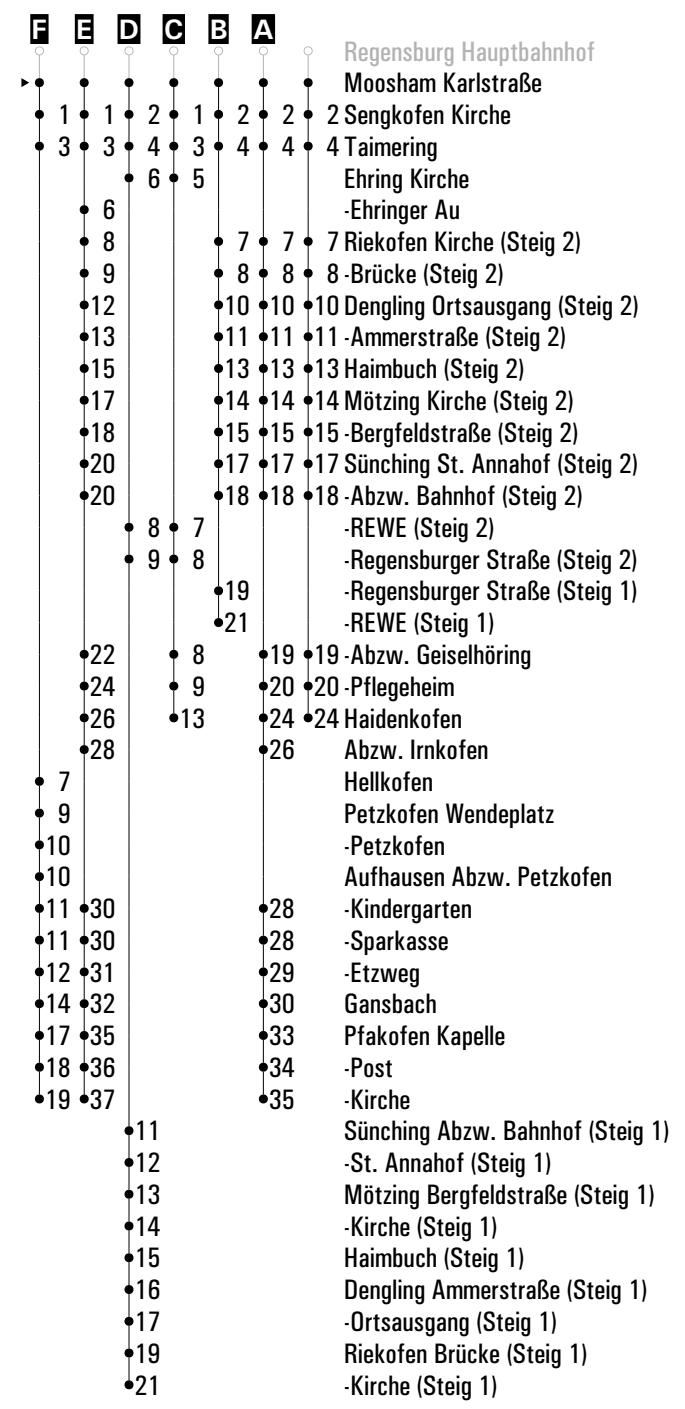 F E D C B A
Regensburg Hauptbahnhof
Moosham Karlstraße
1 1 2 1 2 2 2 Sengkofen Kirche
3 3 4 3 4 4 4 Taimering
6 5 Ehring Kirche
6 -Ehringer Au
8 7 7 7 Riekofen Kirche (Steig 2)
9 8 8 8 -Brücke (Steig 2)
12 10 10 10 Dengling Ortsausgang (Steig 2)
13 11 11 11 -Ammerstraße (Steig 2)
15 13 13 13 Haimbuch (Steig 2)
17 14 14 14 Mötzing Kirche (Steig 2)
18 15 15 15 -Bergfeldstraße (Steig 2)
20 17 17 17 Sünching St. Annahof (Steig 2)
20 18 18 18 -Abzw. Bahnhof (Steig 2)
8 7 -REWE (Steig 2)
9 8 -Regensburger Straße (Steig 2)
19 -Regensburger Straße (Steig 1)
21 -REWE (Steig 1)
22 8 19 19 -Abzw. Geiselhöring
24 9 20 20 -Pflegeheim
26 13 24 24 Haidenkofen
28 26 Abzw. Irnkofen
7 Hellkofen
9 Petzkofen Wendeplatz
10 -Petzkofen
10 Aufhausen Abzw. Petzkofen
11 30 28 -Kindergarten
11 30 28 -Sparkasse
12 31 29 -Etzweg
14 32 30 Gansbach
17 35 33 Pfakofen Kapelle
18 36 34 -Post
19 37 35 -Kirche
11 Sünching Abzw. Bahnhof (Steig 1)
12 -St. Annahof (Steig 1)
13 Mötzing Bergfeldstraße (Steig 1)
14 -Kirche (Steig 1)
15 Haimbuch (Steig 1)
16 Dengling Ammerstraße (Steig 1)
17 -Ortsausgang (Steig 1)
19 Riekofen Brücke (Steig 1)
21 -Kirche (Steig 1)